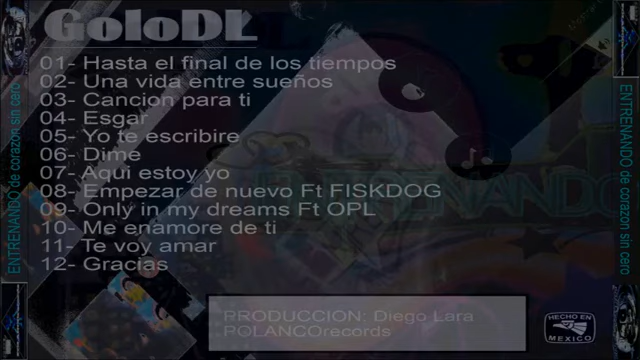 GoloDL
01- Hasta el final de los tiempos
02- Una vida entre sueños
03- Cancion para ti
04- Esgar
05- Yo te escribire
06- Dime
07- Aqui estoy yo
08- Empezar de nuevo Ft FISKDOG
09- Only in my dreams Ft OPL
10- Me enamore de ti
11- Te voy amar
12- Gracias
PRODUCCION: Diego Lara
POLANCOrecords
HECHO EN
MEXICO
ENTRENANDO de corazon sin cero
ENTRENANDO de corazon sin cero
ENTRENANDO